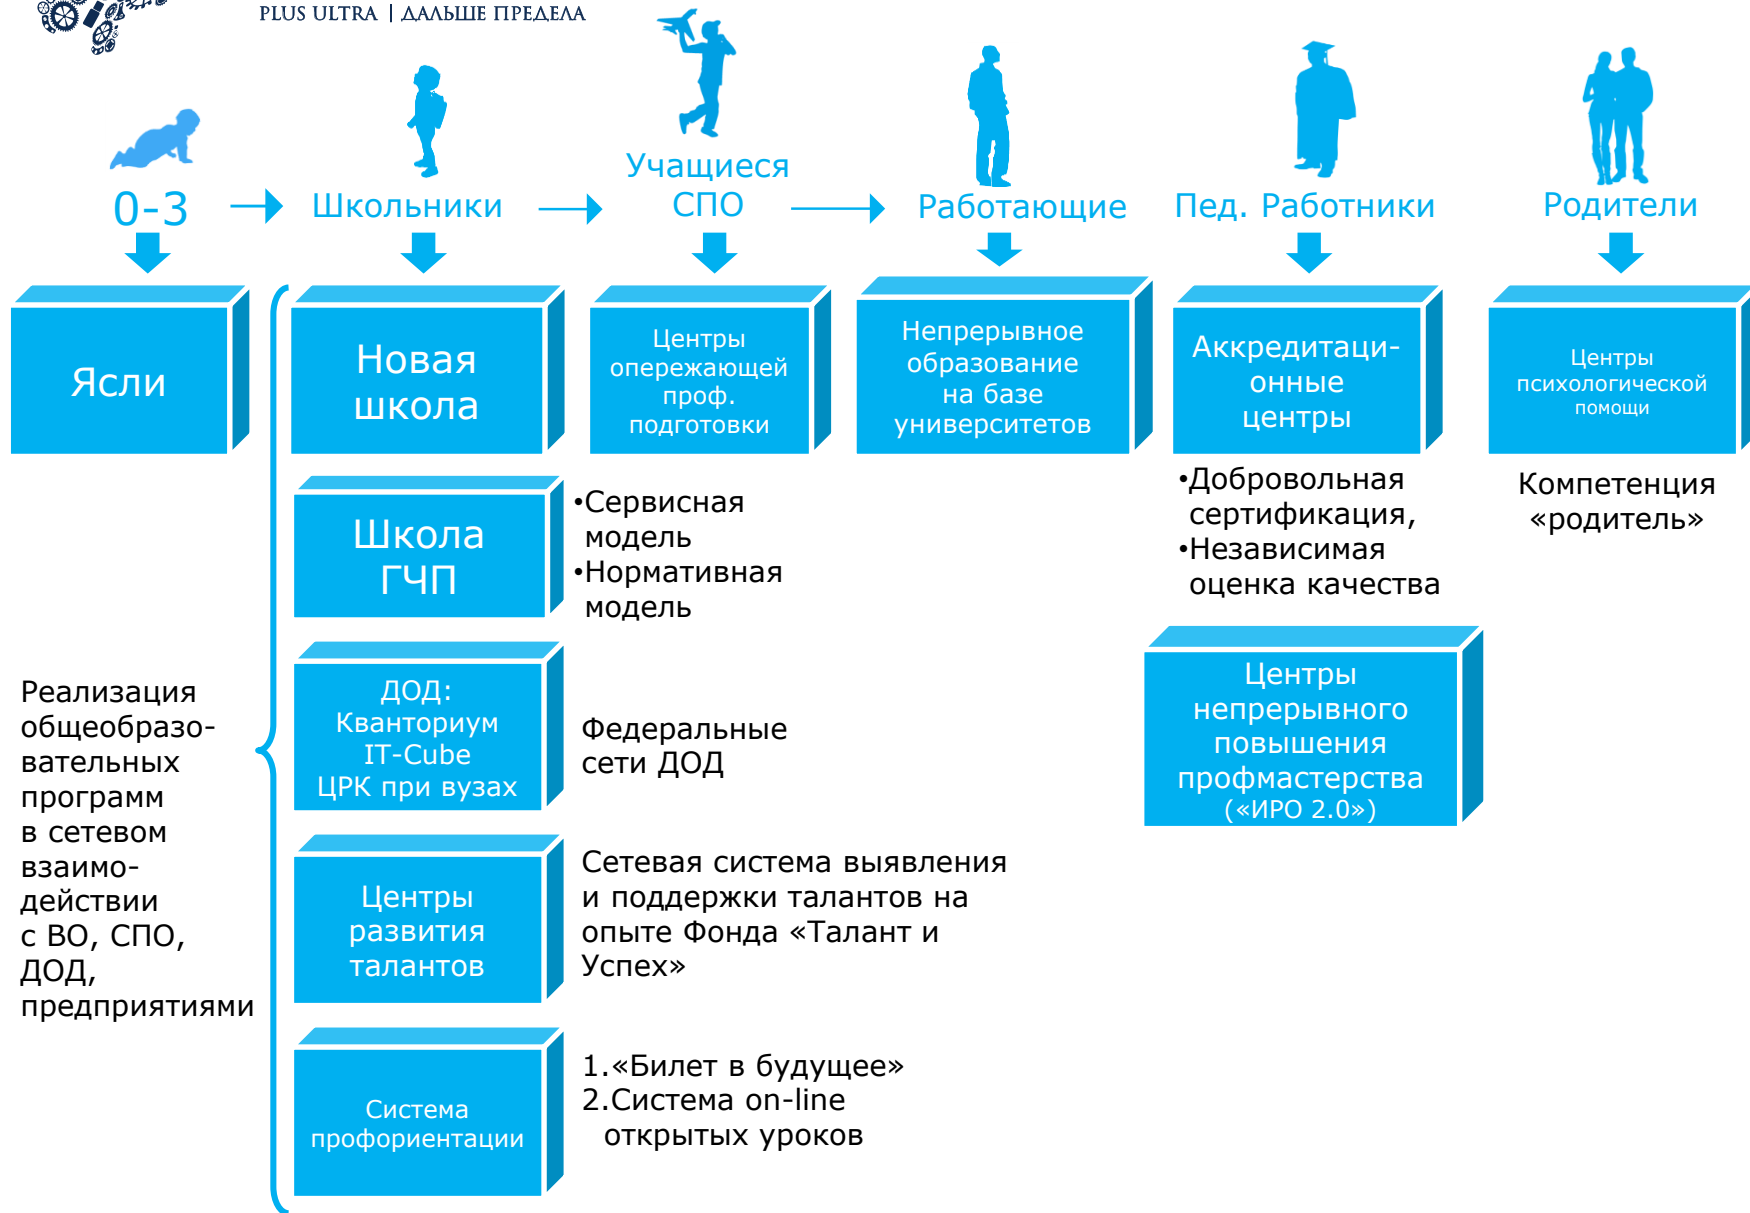 PLUS ULTRA | ДАЛЬШЕ ПРЕДЕЛА
0-3
Школьники
Учащиеся
СПО
Работающие
Пед. Работники
Родители
Ясли
Новая
школа
Центры
опережающей
проф.
подготовки
Непрерывное
образование
на базе
университетов
Аккредитаци-
онные
центры
Центры
психологической
помощи
Школа
ГЧП
•Сервисная
модель
•Нормативная
модель
•Добровольная
сертификация,
•Независимая
оценка качества
Компетенция
«родитель»
Реализация
общеобразо-
вательных
программ
в сетевом
взаимо-
действии
с ВО, СПО,
ДОД,
предприятиями
ДОД:
Кванториум
IT-Cube
ЦРК при вузах
Федеральные
сети ДОД
Центры
непрерывного
повышения
профмастерства
(«ИРО 2.0»)
Центры
развития
талантов
Сетевая система выявления
и поддержки талантов на
опыте Фонда «Талант и
Успех»
Система
профориентации
1.«Билет в будущее»
2.Система on-line
открытых уроков